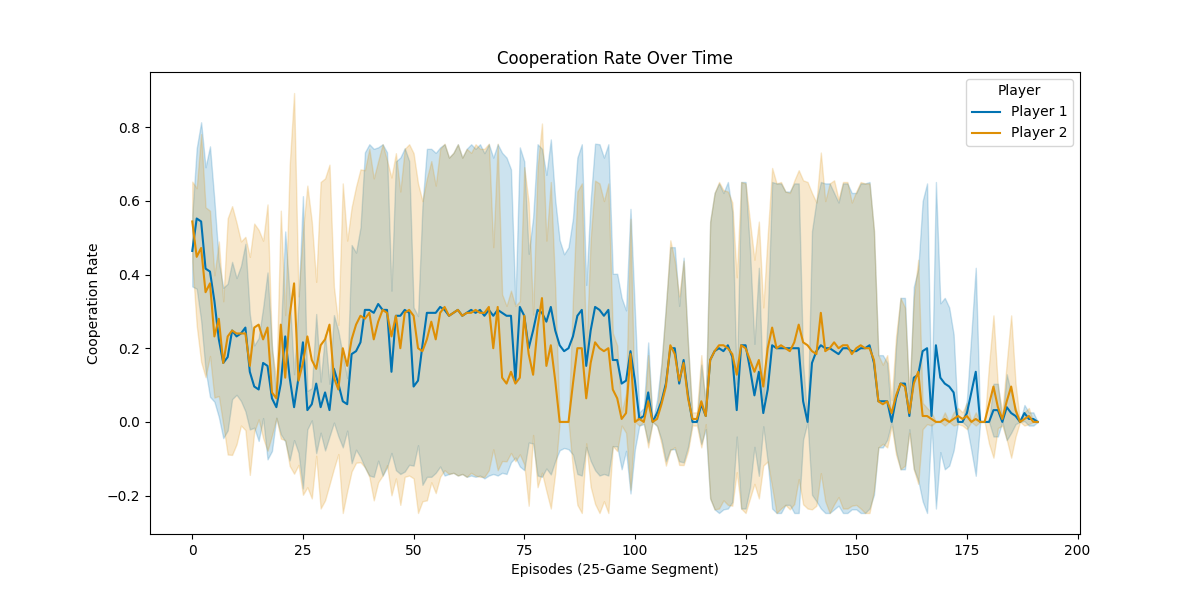 Cooperation Rate Over Time
Player
Player 1
Player 2
Cooperation Rate
0.8
0.6
0.4
0.2
0.0
−0.2
0 25 50 75 100 125 150 175 200
Episodes (25-Game Segment)